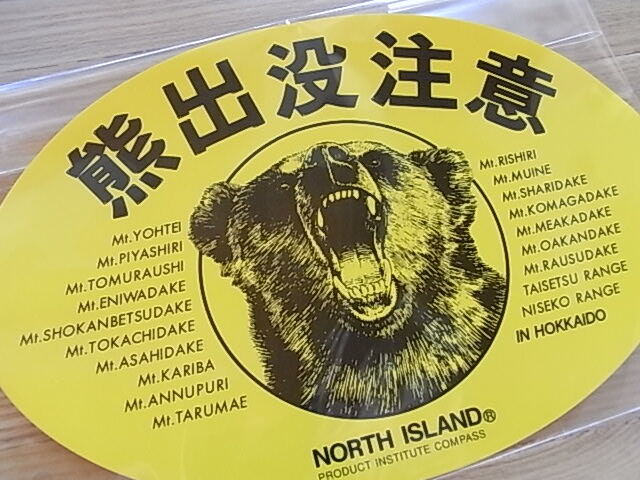 熊出没注意
Mt.YOHTEI
Mt.PIYASHIRI
Mt.TOMURAUSHI
Mt.ENIWADAKE
Mt.SHOKANBETSUDAKE
Mt.TOKACHIDAKE
Mt.ASAHIDAKE
Mt.KARIBA
Mt.ANNUPURI
Mt.TARUMAE
Mt.RISHIRI
Mt.MUINE
Mt.SHARIDAKE
Mt.KOMAGADAKE
Mt.MEAKADAKE
Mt.OAKANDAKE
Mt.RAUSUDAKE
TAISETSU RANGE
NISEKO RANGE
IN HOKKAIDO
NORTH ISLAND®
PRODUCT INSTITUTE COMPASS